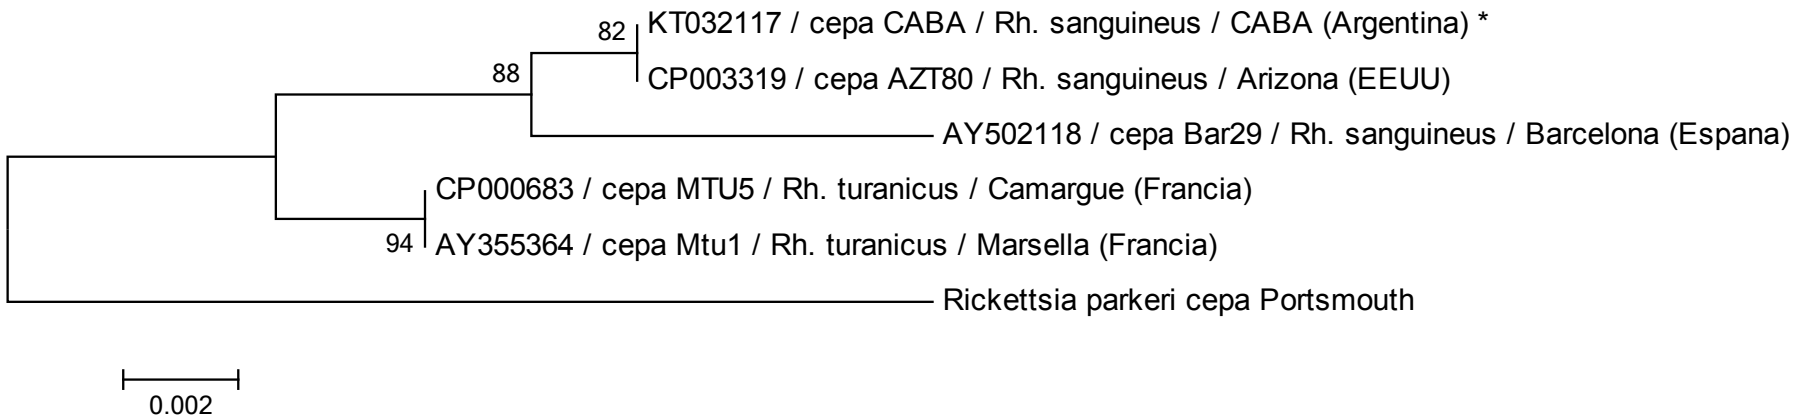 82
KT032117 / cepa CABA / Rh. sanguineus / CABA (Argentina) *
88
CP003319 / cepa AZT80 / Rh. sanguineus / Arizona (EEUU)
AY502118 / cepa Bar29 / Rh. sanguineus / Barcelona (Espana)
CP000683 / cepa MTU5 / Rh. turanicus / Camargue (Francia)
94
AY355364 / cepa Mtu1 / Rh. turanicus / Marsella (Francia)
Rickettsia parkeri cepa Portsmouth
0.002